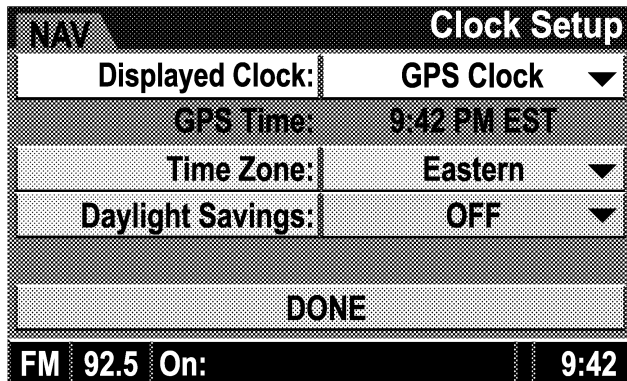 NAV Clock Setup
Displayed Clock: GPS Clock
GPS Time: 9:42 PM EST
Time Zone: Eastern
Daylight Savings: OFF
DONE
FM 92.5 On: 9:42